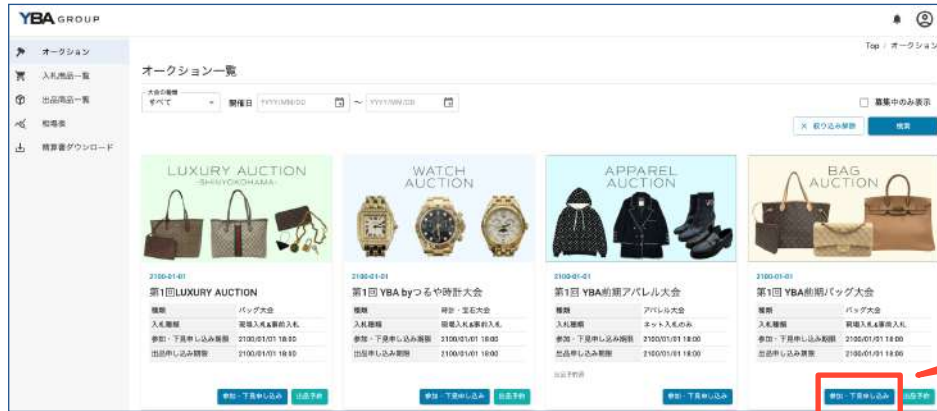 YBA GROUP
Top / オークション
オークション
入札商品一覧
出品商品一覧
相場表
精算書ダウンロード
オークション一覧
大会の種類
すべて
開催日 YYYY/MM/DD ～ YYYY/MM/DD
募集中のみ表示
× 絞り込み解除
検索
LUXURY AUCTION
-SHINYOKOHAMA-
2100-01-01
第1回LUXURY AUCTION
種類 バッグ大会
入札種類 現場入札&事前入札
参加・下見申し込み期限 2100/01/01 18:00
出品申し込み期限 2100/01/01 18:00
参加・下見申し込み 出品予約
WATCH
AUCTION
2100-01-01
第1回 YBA byつるや時計大会
種類 時計・宝石大会
入札種類 現場入札&事前入札
参加・下見申し込み期限 2100/01/01 18:00
出品申し込み期限 2100/01/01 18:00
参加・下見申し込み 出品予約
APPAREL
AUCTION
2100-01-01
第1回 YBA前期アパレル大会
種類 アパレル大会
入札種類 ネット入札のみ
参加・下見申し込み期限 2100/01/01 18:00
出品申し込み期限 2100/01/01 18:00
出品予約済
参加・下見申し込み
BAG
AUCTION
2100-01-01
第1回 YBA前期バッグ大会
種類 バッグ大会
入札種類 現場入札&事前入札
参加・下見申し込み期限 2100/01/01 18:00
出品申し込み期限 2100/01/01 18:00
参加・下見申し込み 出品予約